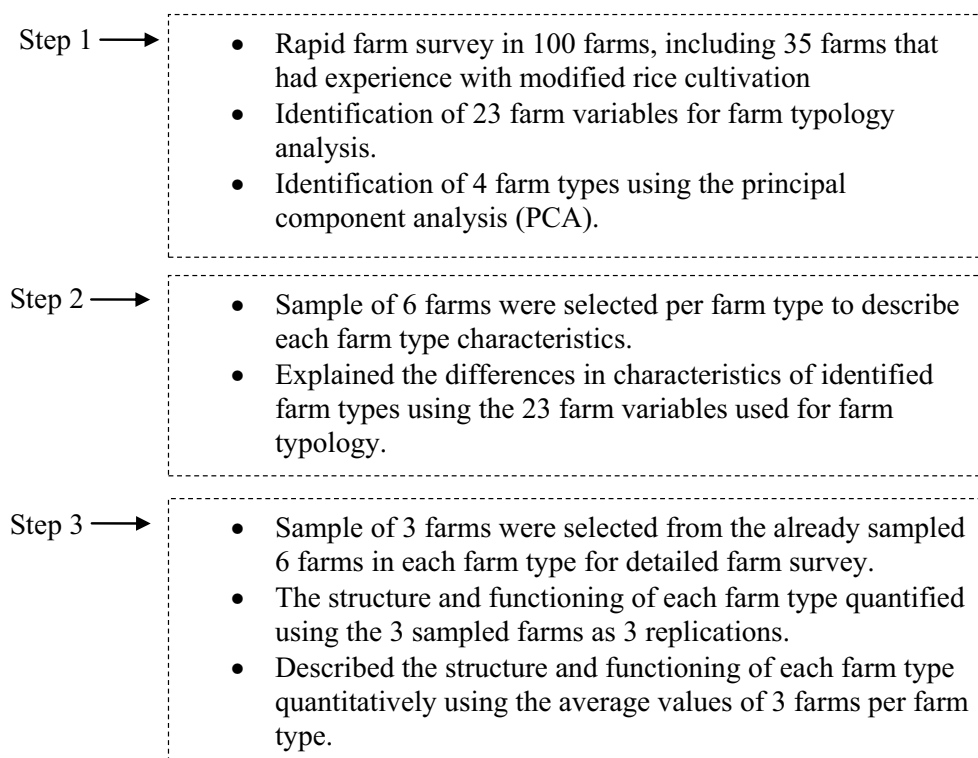 Step 1
• Rapid farm survey in 100 farms, including 35 farms that
had experience with modified rice cultivation
• Identification of 23 farm variables for farm typology
analysis.
• Identification of 4 farm types using the principal
component analysis (PCA).
Step 2
• Sample of 6 farms were selected per farm type to describe
each farm type characteristics.
• Explained the differences in characteristics of identified
farm types using the 23 farm variables used for farm
typology.
Step 3
• Sample of 3 farms were selected from the already sampled
6 farms in each farm type for detailed farm survey.
• The structure and functioning of each farm type quantified
using the 3 sampled farms as 3 replications.
• Described the structure and functioning of each farm type
quantitatively using the average values of 3 farms per farm
type.